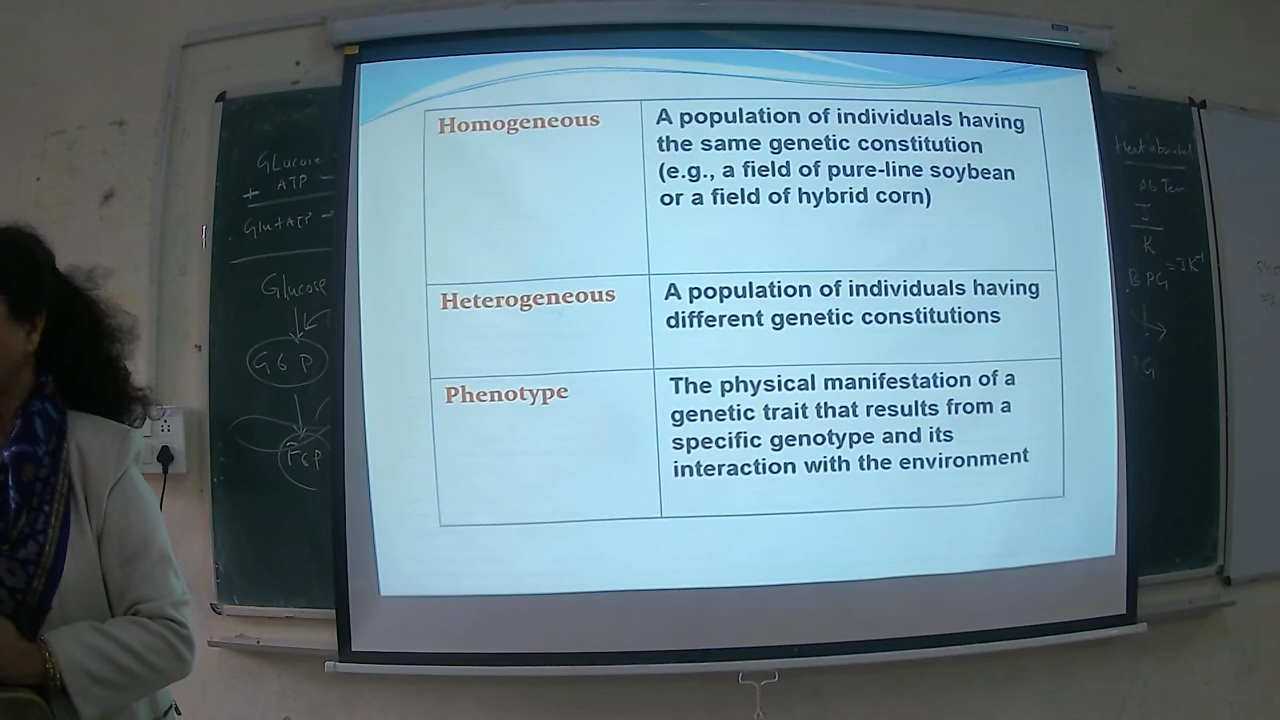 Homogeneous
A population of individuals having
the same genetic constitution
(e.g., a field of pure-line soybean
or a field of hybrid corn)
Heterogeneous
A population of individuals having
different genetic constitutions
Phenotype
The physical manifestation of a
genetic trait that results from a
specific genotype and its
interaction with the environment
GLucose
+ ATP
Glucose
G6P
F6P
J
K